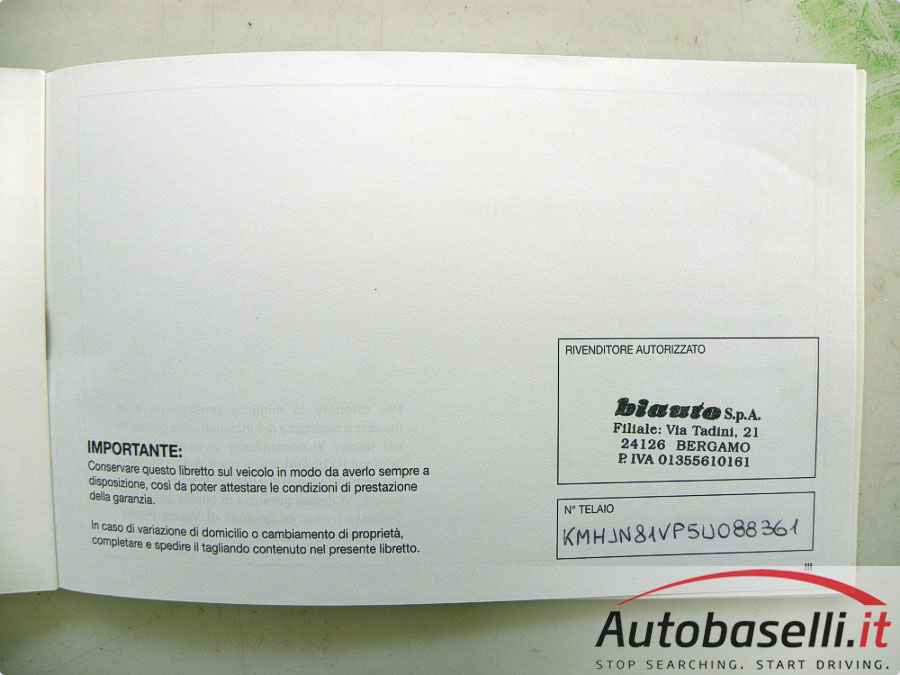 RIVENDITORE AUTORIZZATO
biauto S.p.A.
Filiale: Via Tadini, 21
24126 BERGAMO
P. IVA 01355610161
IMPORTANTE:
Conservare questo libretto sul veicolo in modo da averlo sempre a
disposizione, così da poter attestare le condizioni di prestazione
della garanzia.
In caso di variazione di domicilio o cambiamento di proprietà,
completare e spedire il tagliando contenuto nel presente libretto.
N° TELAIO
KMHJN81VP5U088361
III
Autobaselli.it
STOP SEARCHING. START DRIVING.